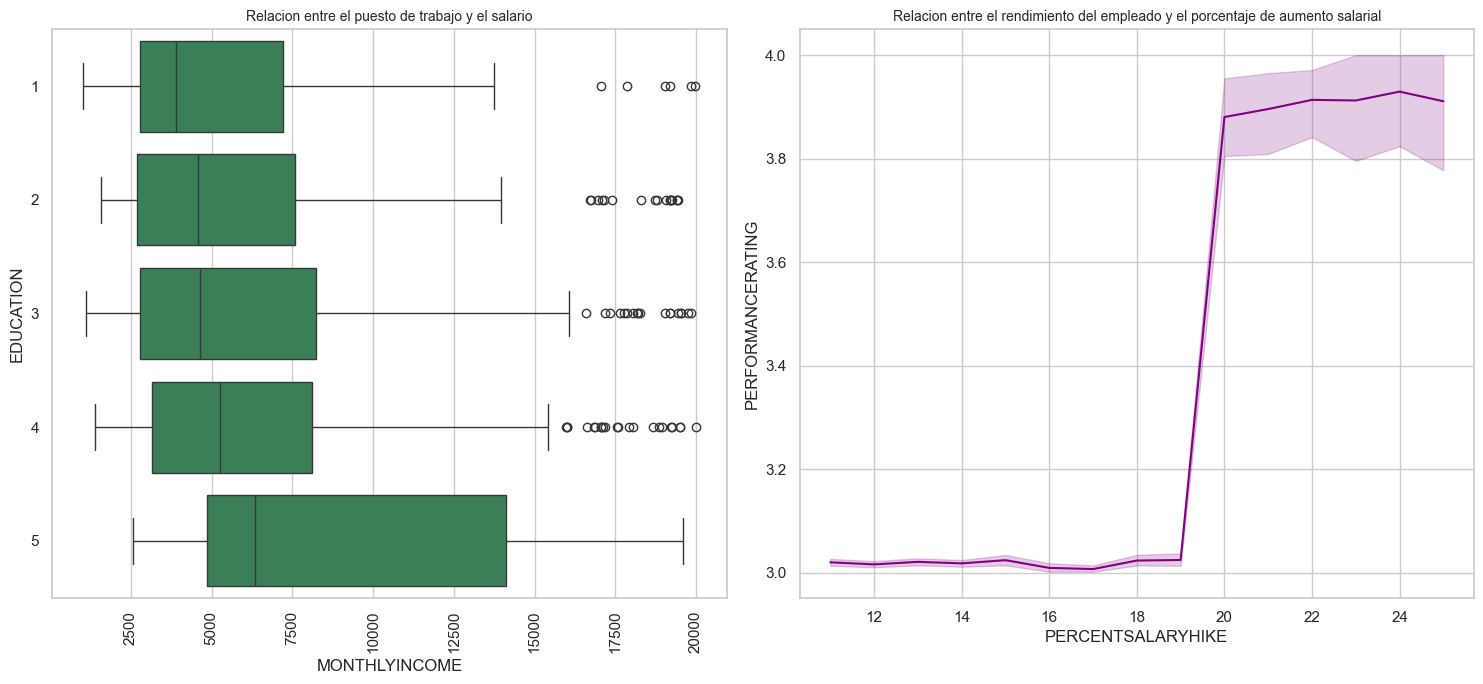 Relacion entre el puesto de trabajo y el salario
EDUCATION
1
2
3
4
5
2500
5000
7500
10000
12500
15000
17500
20000
MONTHLYINCOME
Relacion entre el rendimiento del empleado y el porcentaje de aumento salarial
PERFORMANCERATING
4.0
3.8
3.6
3.4
3.2
3.0
12 14 16 18 20 22 24
PERCENTSALARYHIKE